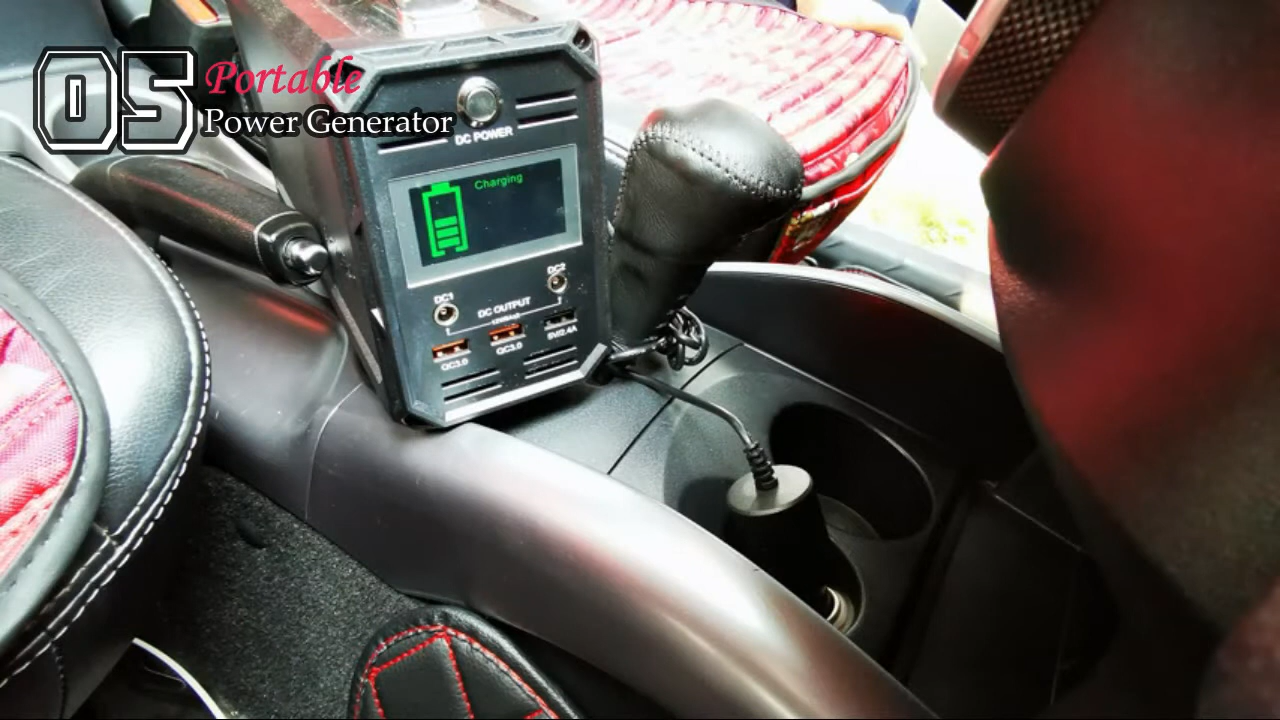 05
Portable
Power Generator
DC POWER
Charging
DC1
DC2
DC OUTPUT
QC3.0
QC3.0
5V/2.4A